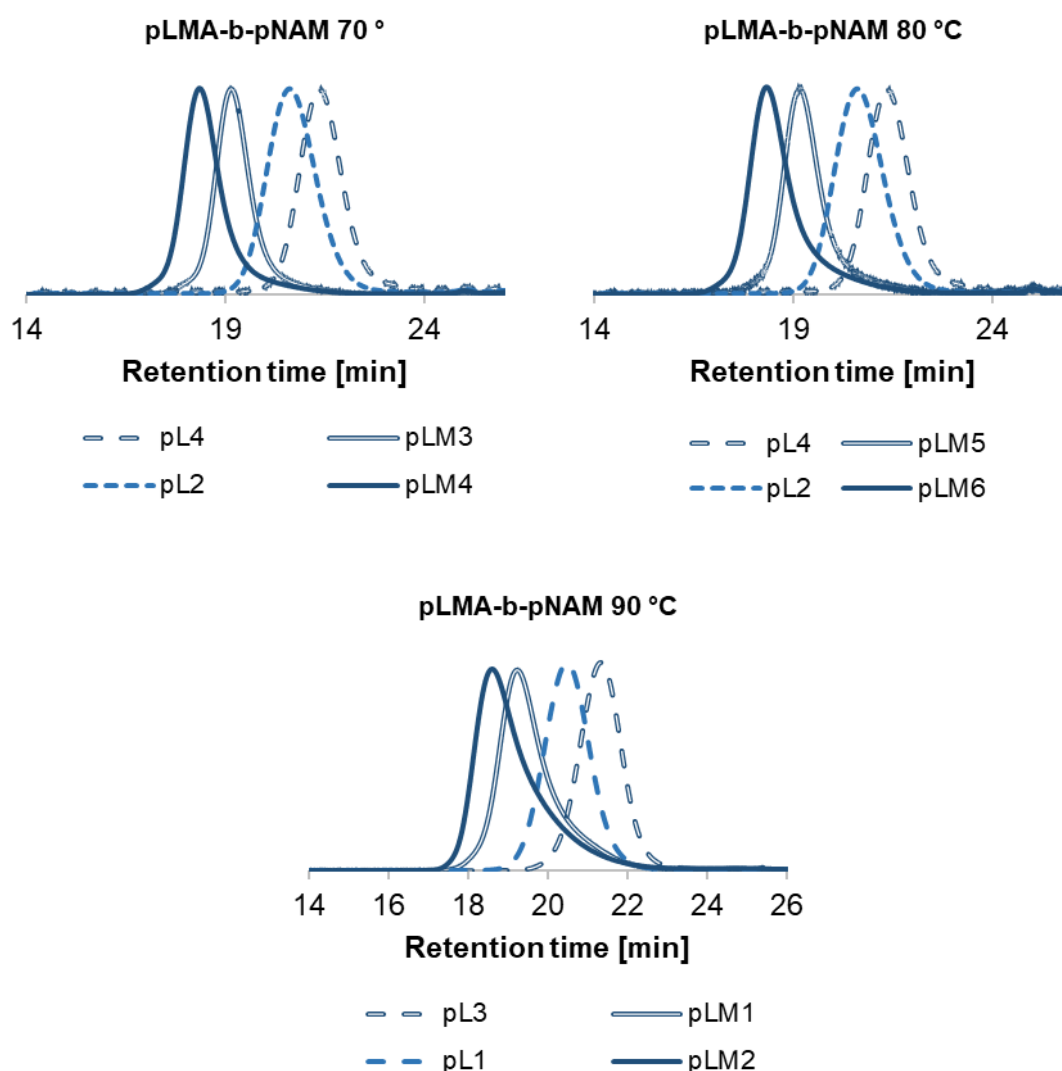 pLMA-b-pNAM 70 °
14 19 24
Retention time [min]
pL4 pLM3
pL2 pLM4
pLMA-b-pNAM 80 °C
14 19 24
Retention time [min]
pL4 pLM5
pL2 pLM6
pLMA-b-pNAM 90 °C
14 16 18 20 22 24 26
Retention time [min]
pL3 pLM1
pL1 pLM2